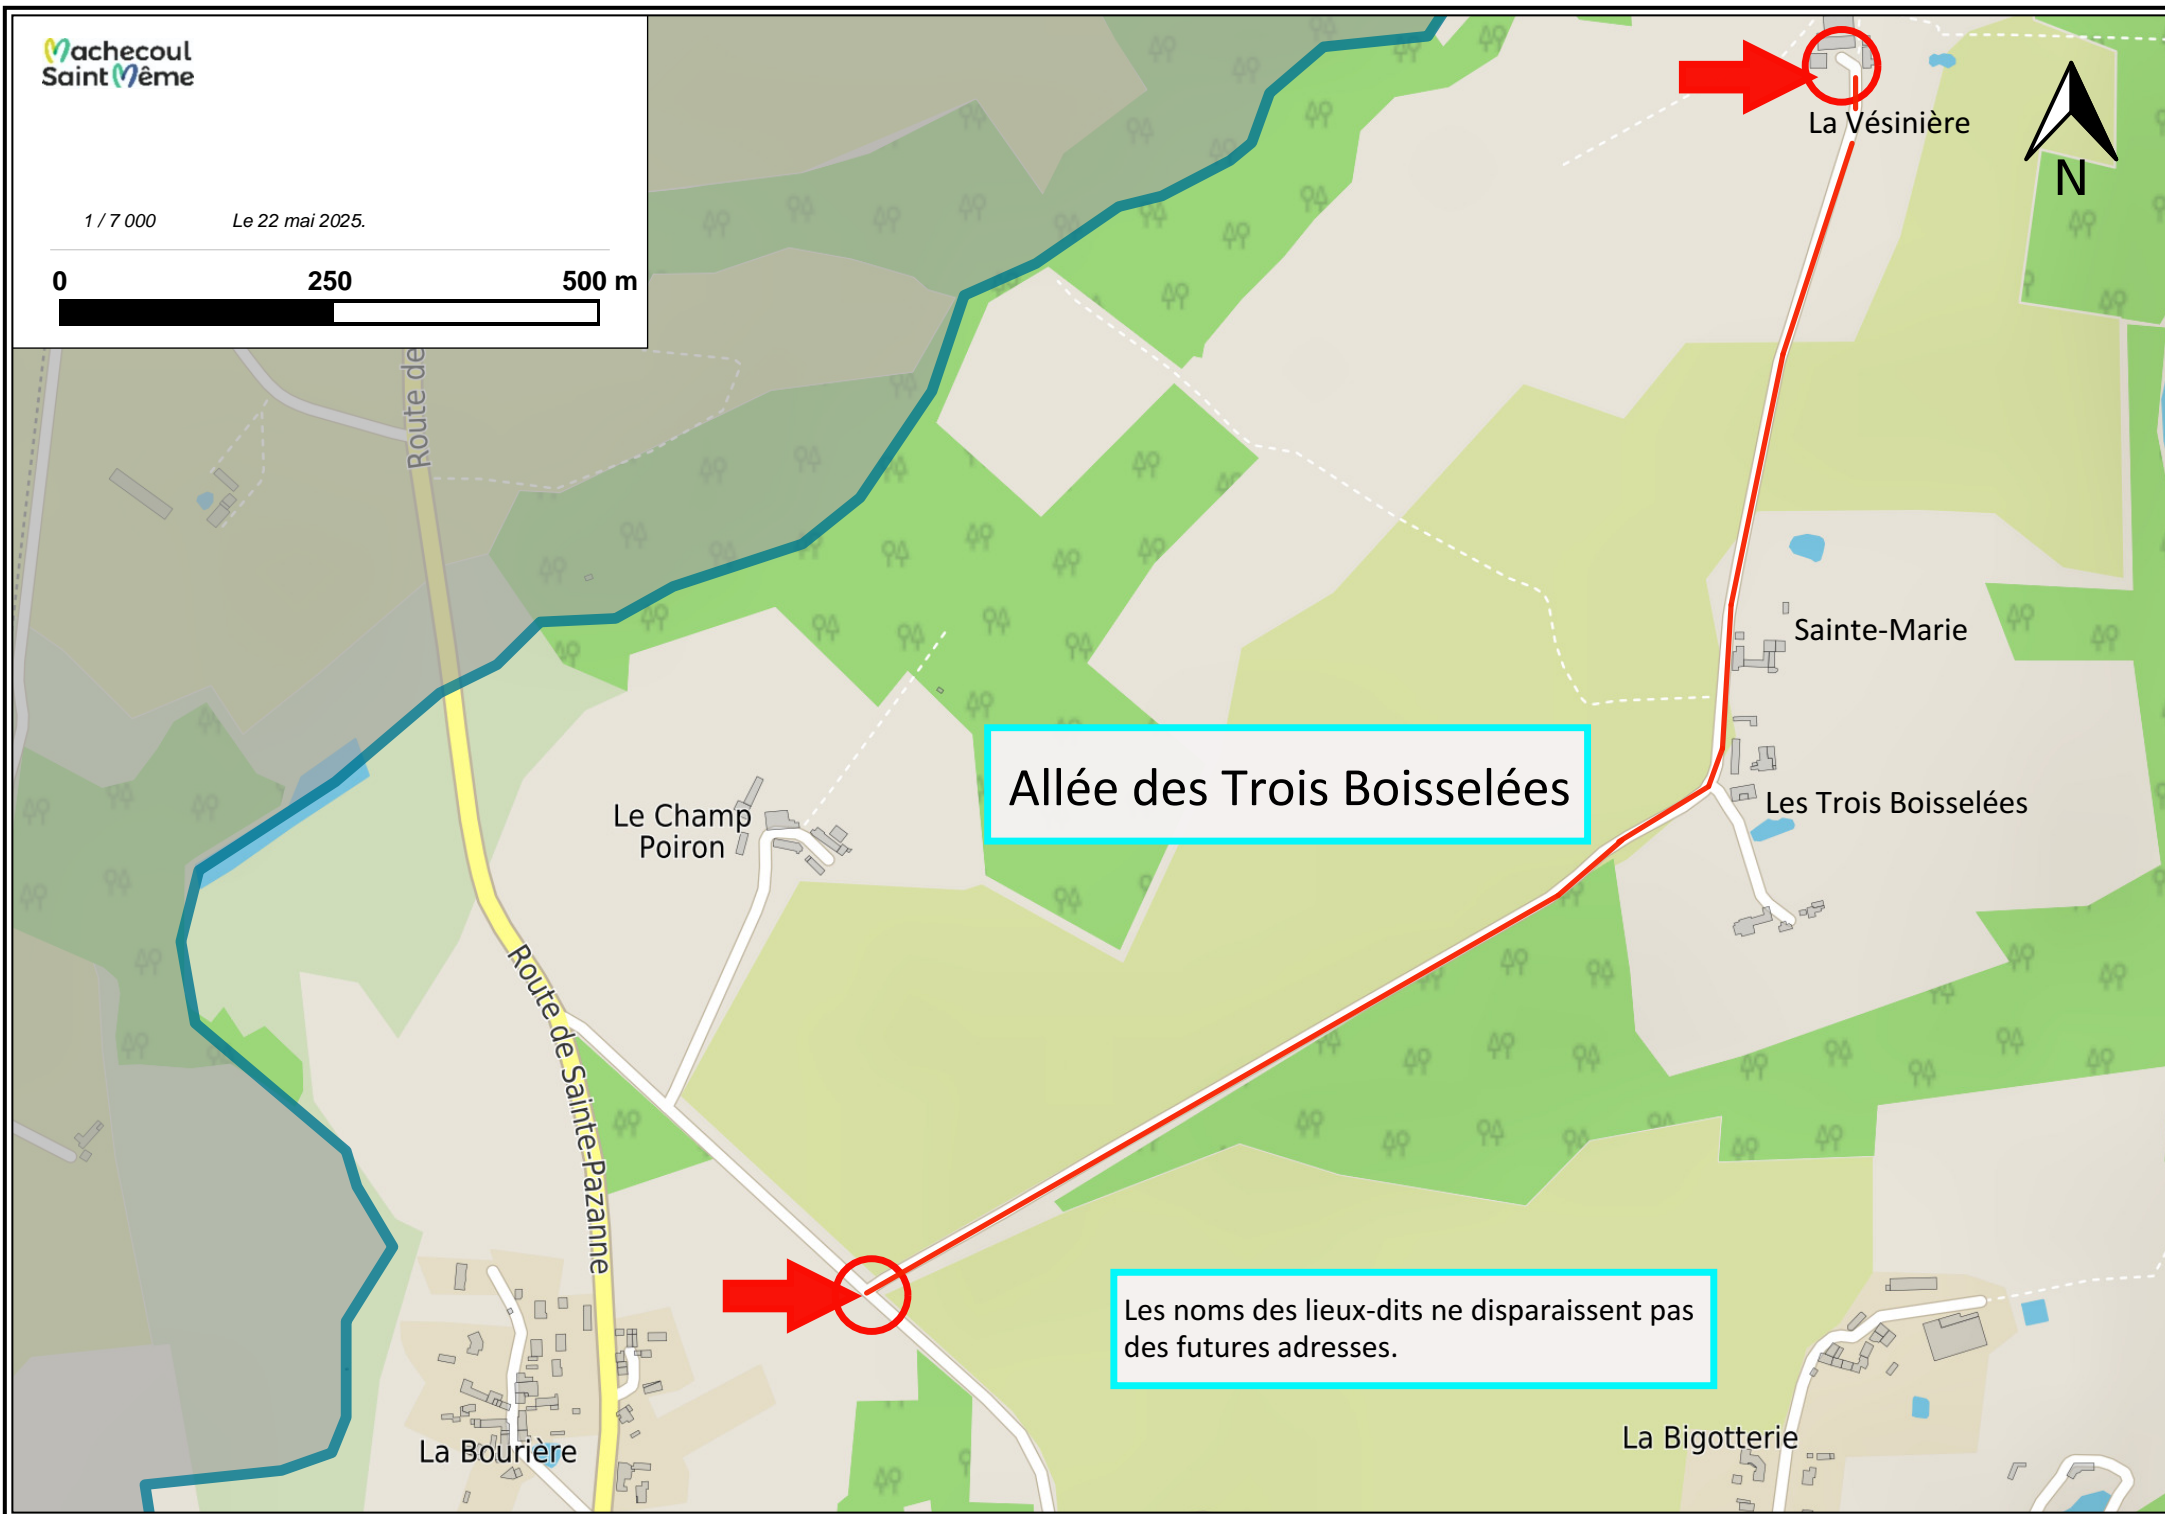 Machecoul
Saint Même
1 / 7 000
Le 22 mai 2025.
0
250
500 m
La Vésinière
N
Route de
Sainte-Marie
Allée des Trois Boisselées
Le Champ
Poiron
Les Trois Boisselées
Route de Sainte-Pazanne
Les noms des lieux-dits ne disparaissent pas
des futures adresses.
La Bourière
La Bigotterie